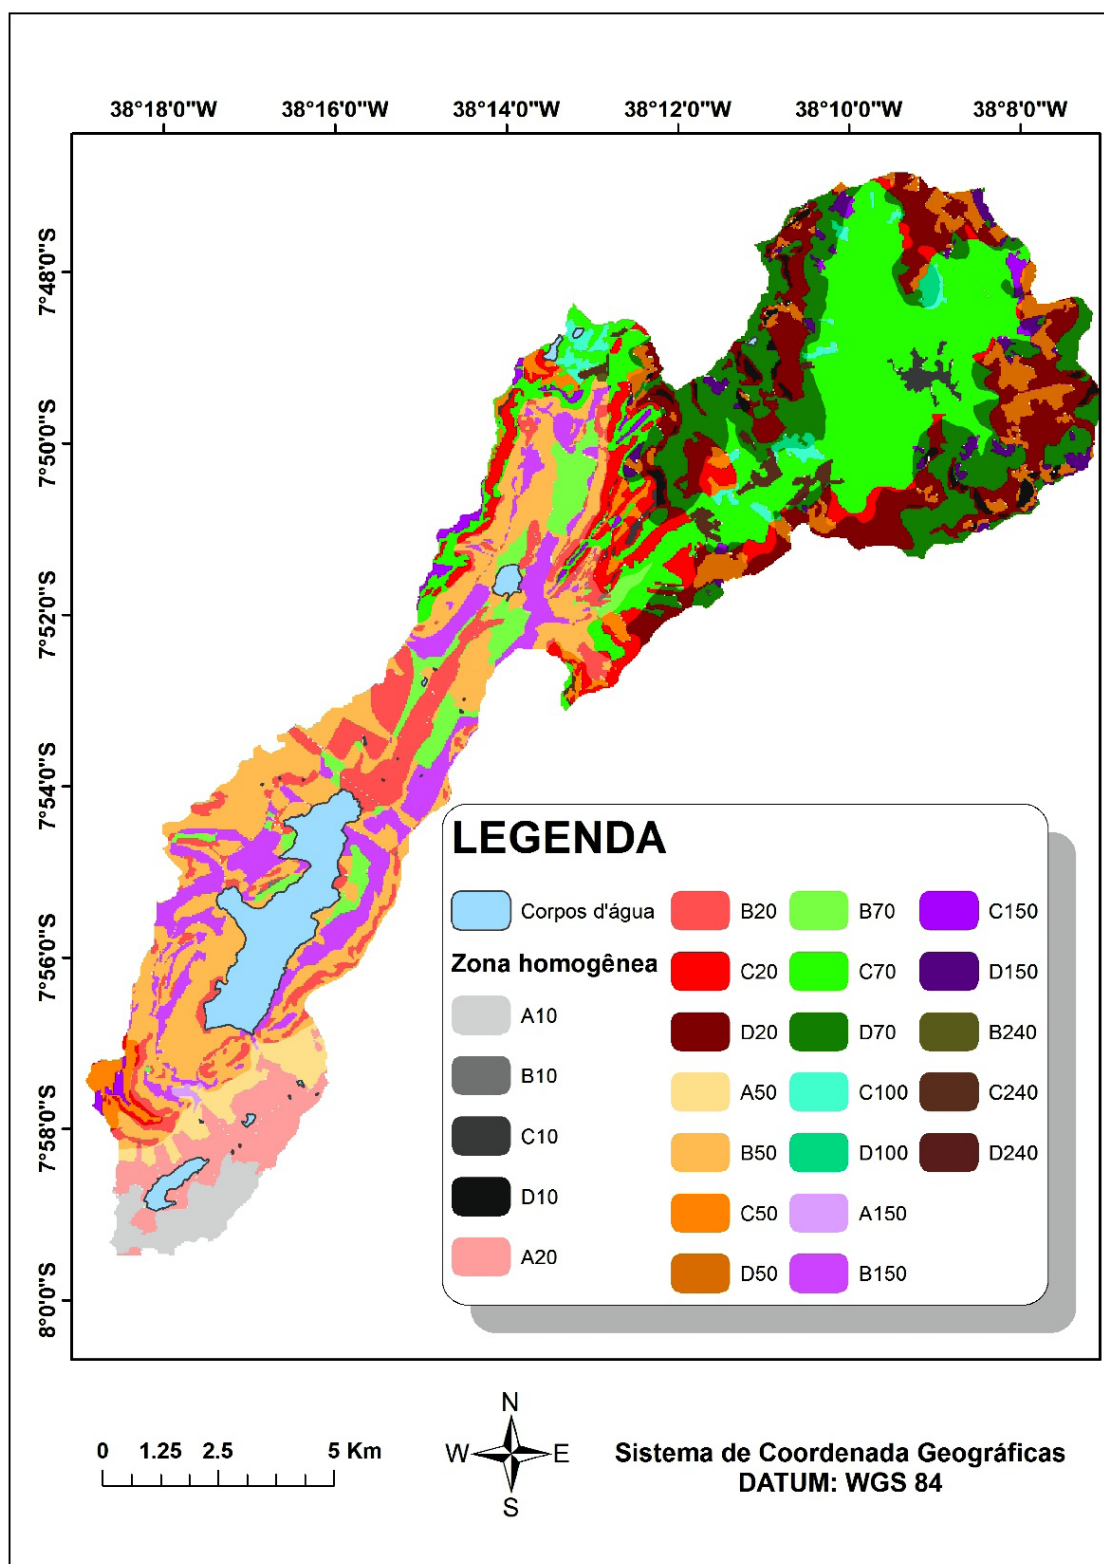 38°18'0"W 38°16'0"W 38°14'0"W 38°12'0"W 38°10'0"W 38°8'0"W
7°48'0"S
7°50'0"S
7°52'0"S
7°54'0"S
7°56'0"S
7°58'0"S
8°0'0"S
LEGENDA
Corpos d'água
Zona homogênea
A10
B10
C10
D10
A20
B20
C20
D20
A50
B50
C50
D50
B70
C70
D70
C100
D100
A150
B150
C150
D150
B240
C240
D240
0 1.25 2.5 5 Km
N
W E
S
Sistema de Coordenada Geográficas
DATUM: WGS 84